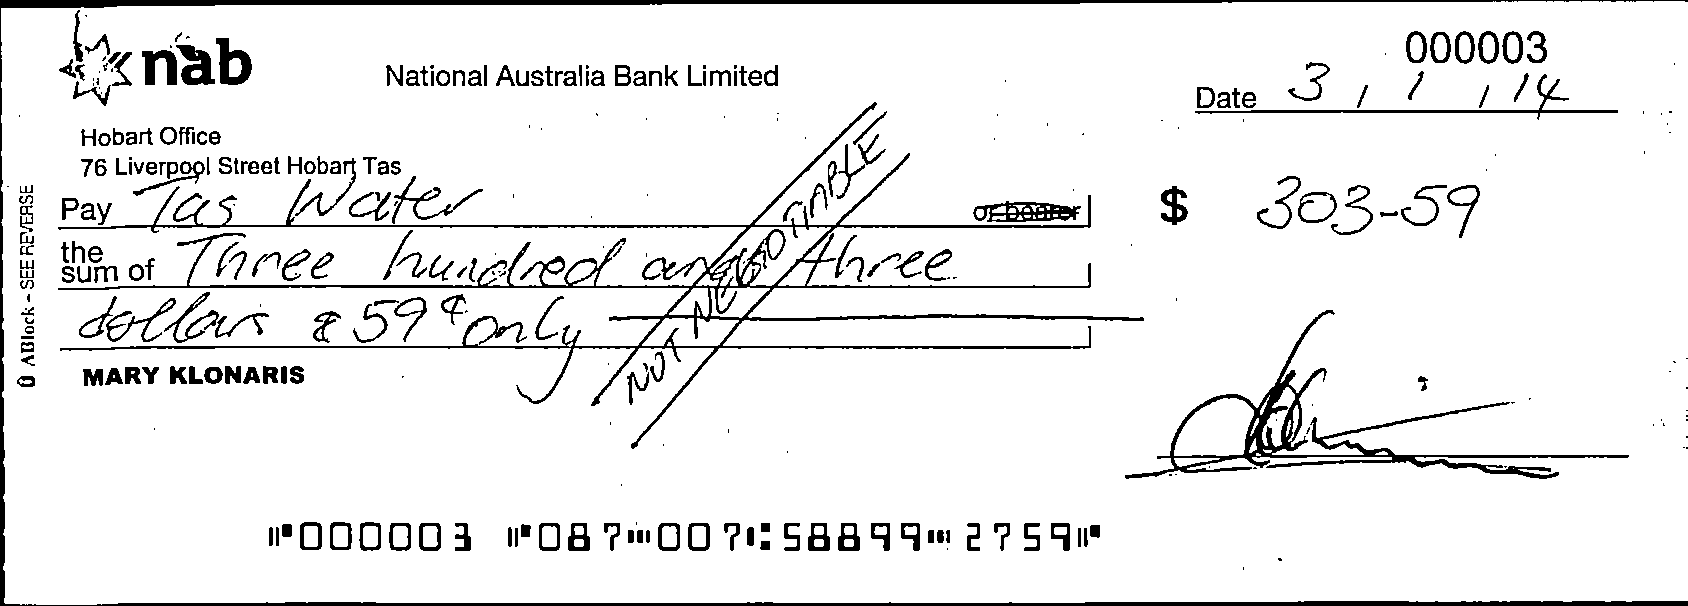 nab
National Australia Bank Limited
000003
Date 3 / 1 / 14
Hobart Office
76 Liverpool Street Hobart Tas
Pay Tas Water or bearer
$ 303-59
the sum of Three hundred and three
dollars & 59¢ only
NOT NEGOTIABLE
MARY KLONARIS
ABlock - SEE REVERSE
⑈000003 ⑈087⑉007⑆58899⑉2759⑈